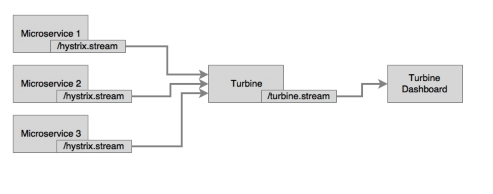 Microservice 1
/hystrix.stream
Microservice 2
/hystrix.stream
Turbine
/turbine.stream
Turbine
Dashboard
Microservice 3
/hystrix.stream